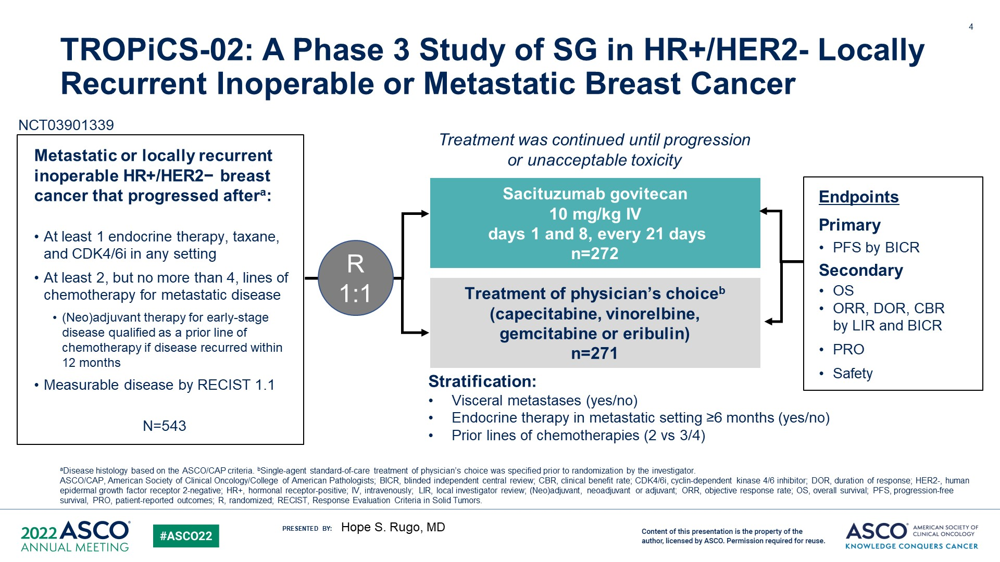 4
TROPiCS-02: A Phase 3 Study of SG in HR+/HER2- Locally
Recurrent Inoperable or Metastatic Breast Cancer
NCT03901339
Metastatic or locally recurrent
inoperable HR+/HER2− breast
cancer that progressed afterᵃ:
• At least 1 endocrine therapy, taxane,
and CDK4/6i in any setting
• At least 2, but no more than 4, lines of
chemotherapy for metastatic disease
• (Neo)adjuvant therapy for early-stage
disease qualified as a prior line of
chemotherapy if disease recurred within
12 months
• Measurable disease by RECIST 1.1
N=543
R
1:1
Treatment was continued until progression
or unacceptable toxicity
Sacituzumab govitecan
10 mg/kg IV
days 1 and 8, every 21 days
n=272
Treatment of physician’s choiceᵇ
(capecitabine, vinorelbine,
gemcitabine or eribulin)
n=271
Stratification:
• Visceral metastases (yes/no)
• Endocrine therapy in metastatic setting ≥6 months (yes/no)
• Prior lines of chemotherapies (2 vs 3/4)
Endpoints
Primary
• PFS by BICR
Secondary
• OS
• ORR, DOR, CBR
by LIR and BICR
• PRO
• Safety
ᵃDisease histology based on the ASCO/CAP criteria. ᵇSingle-agent standard-of-care treatment of physician’s choice was specified prior to randomization by the investigator.
ASCO/CAP, American Society of Clinical Oncology/College of American Pathologists; BICR, blinded independent central review; CBR, clinical benefit rate; CDK4/6i, cyclin-dependent kinase 4/6 inhibitor; DOR, duration of response; HER2-, human
epidermal growth factor receptor 2-negative; HR+, hormonal receptor-positive; IV, intravenously; LIR, local investigator review; (Neo)adjuvant, neoadjuvant or adjuvant; ORR, objective response rate; OS, overall survival; PFS, progression-free
survival, PRO, patient-reported outcomes; R, randomized; RECIST, Response Evaluation Criteria in Solid Tumors.
2022 ASCO®
ANNUAL MEETING
#ASCO22
PRESENTED BY: Hope S. Rugo, MD
Content of this presentation is the property of the
author, licensed by ASCO. Permission required for reuse.
ASCO® AMERICAN SOCIETY OF
CLINICAL ONCOLOGY
KNOWLEDGE CONQUERS CANCER